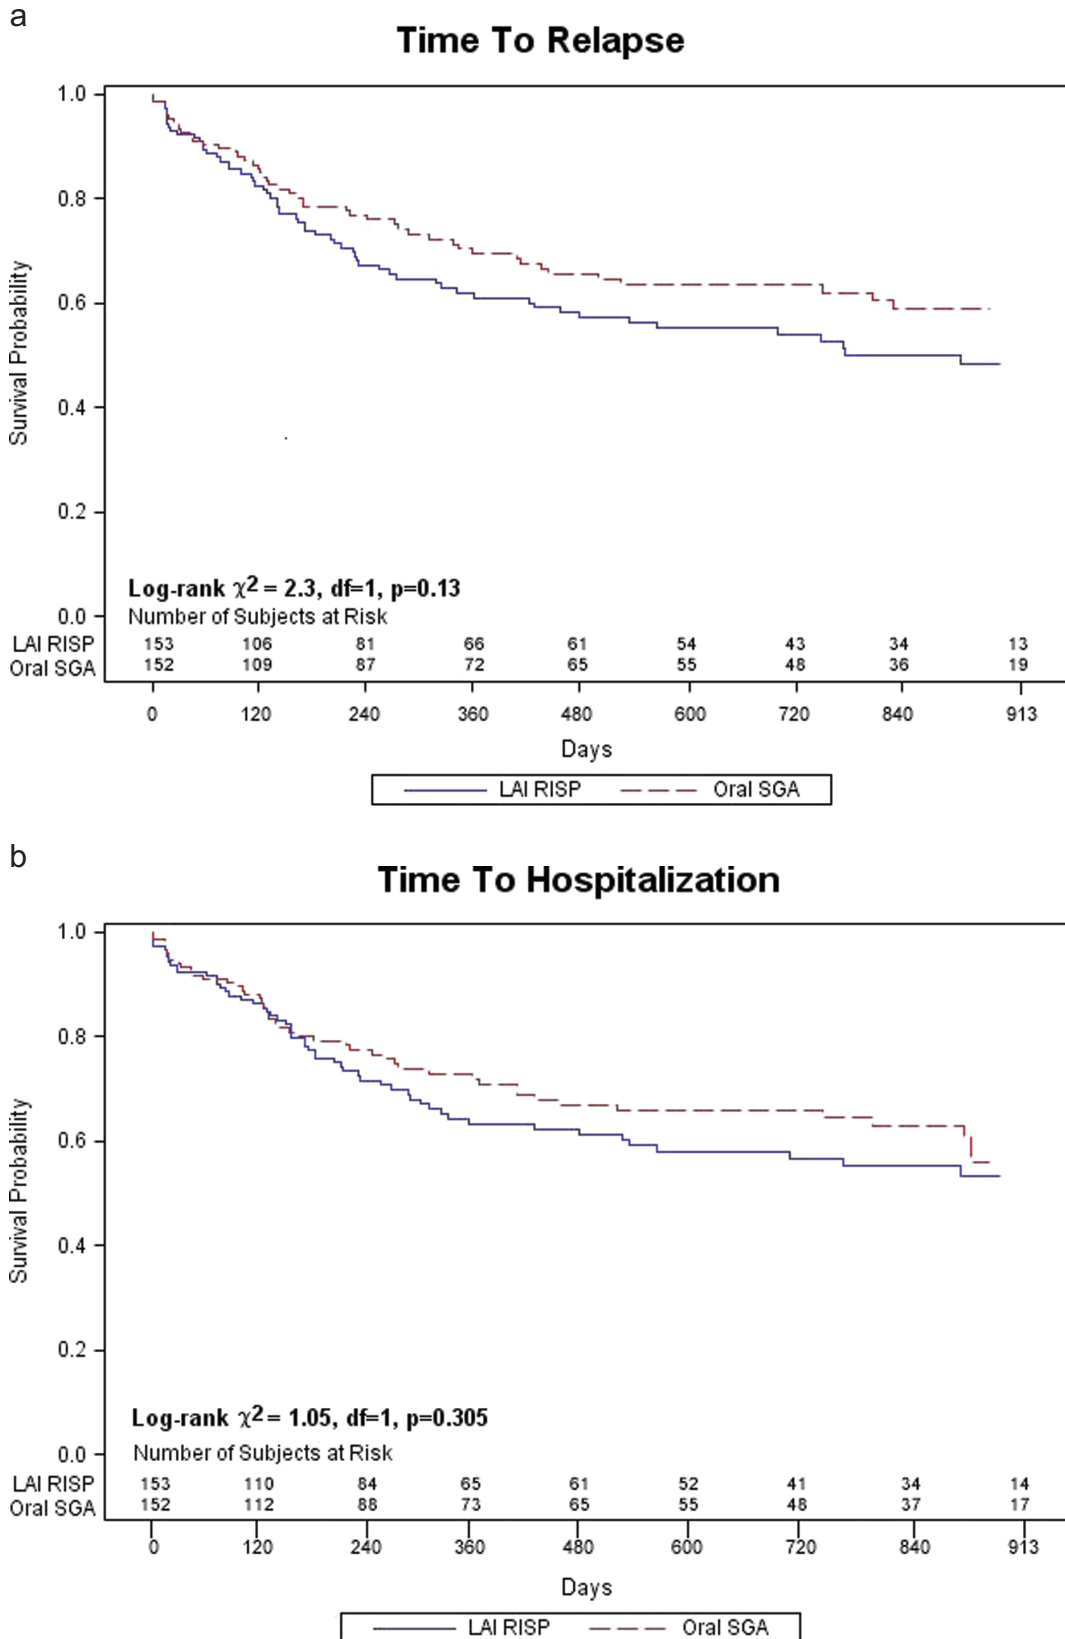 a
Time To Relapse
1.0
0.8
0.6
0.4
0.2
0.0
Survival Probability
Log-rank χ2 = 2.3, df=1, p=0.13
Number of Subjects at Risk
LAI RISP 153 106 81 66 61 54 43 34 13
Oral SGA 152 109 87 72 65 55 48 36 19
0 120 240 360 480 600 720 840 913
Days
LAI RISP Oral SGA
b
Time To Hospitalization
1.0
0.8
0.6
0.4
0.2
0.0
Survival Probability
Log-rank χ2 = 1.05, df=1, p=0.305
Number of Subjects at Risk
LAI RISP 153 110 84 65 61 52 41 34 14
Oral SGA 152 112 88 73 65 55 48 37 17
0 120 240 360 480 600 720 840 913
Days
LAI RISP Oral SGA